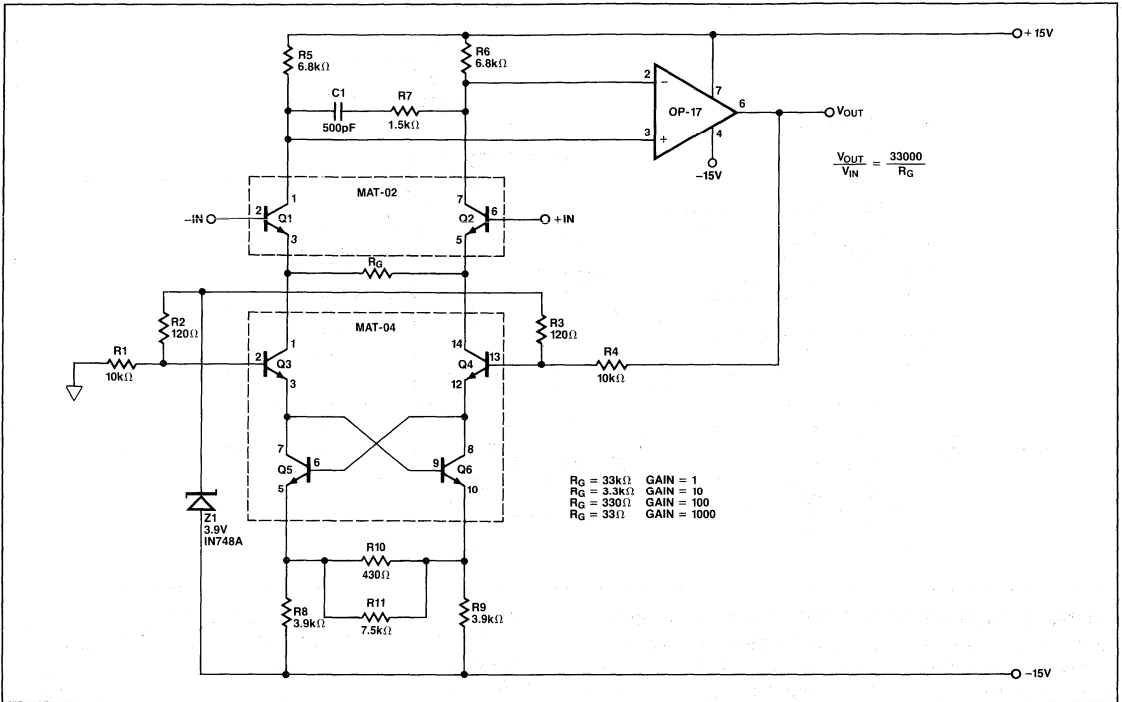 +15V
R5
6.8kΩ
R6
6.8kΩ
C1
500pF
R7
1.5kΩ
2
−
7
6
OP-17
VOUT
3
+
4
−15V
VOUT
VIN
=
33000
RG
MAT-02
1
7
−IN
2
Q1
3
Q2
6
5
+IN
RG
R2
120Ω
MAT-04
R3
120Ω
R1
10kΩ
1
2
Q3
3
14
Q4
13
12
R4
10kΩ
7
Q5
6
5
8
9
Q6
10
RG = 33kΩ GAIN = 1
RG = 3.3kΩ GAIN = 10
RG = 330Ω GAIN = 100
RG = 33Ω GAIN = 1000
Z1
3.9V
IN748A
R10
430Ω
R11
7.5kΩ
R8
3.9kΩ
R9
3.9kΩ
−15V